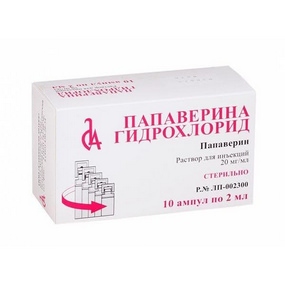 ПАПАВЕРИНА
ГИДРОХЛОРИД
Папаверин
Раствор для инъекций
20 мг/мл
СТЕРИЛЬНО
Р.№ ЛП-002300
10 ампул по 2 мл